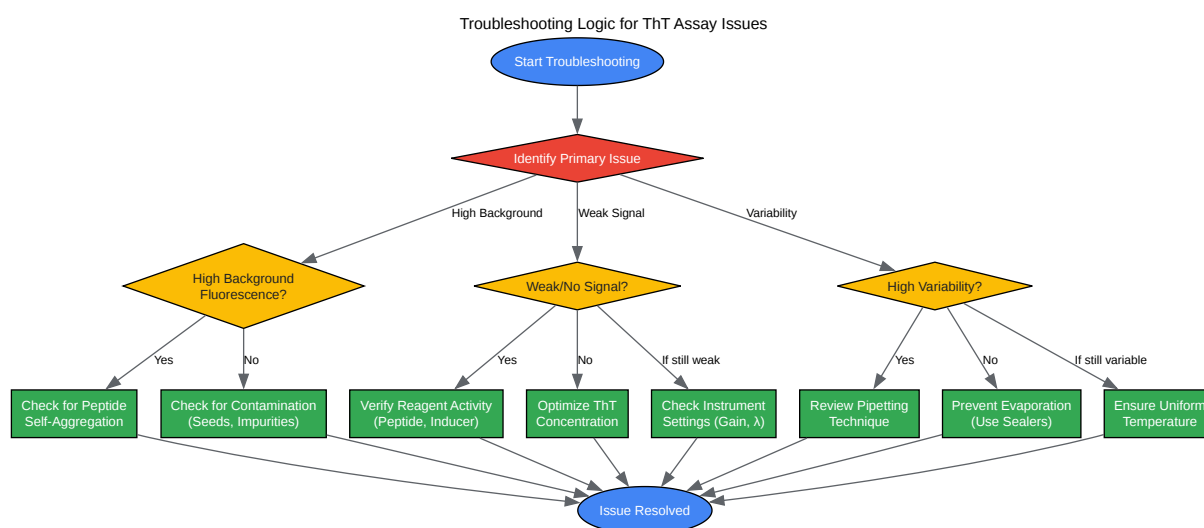 Troubleshooting Logic for ThT Assay Issues
Start Troubleshooting
Identify Primary Issue
High Background
Weak Signal
Variability
High Background
Fluorescence?
Weak/No Signal?
High Variability?
Yes
No
Yes
No
If still weak
Yes
No
If still variable
Check for Peptide
Self-Aggregation
Check for Contamination
(Seeds, Impurities)
Verify Reagent Activity
(Peptide, Inducer)
Optimize ThT
Concentration
Check Instrument
Settings (Gain, λ)
Review Pipetting
Technique
Prevent Evaporation
(Use Sealers)
Ensure Uniform
Temperature
Issue Resolved